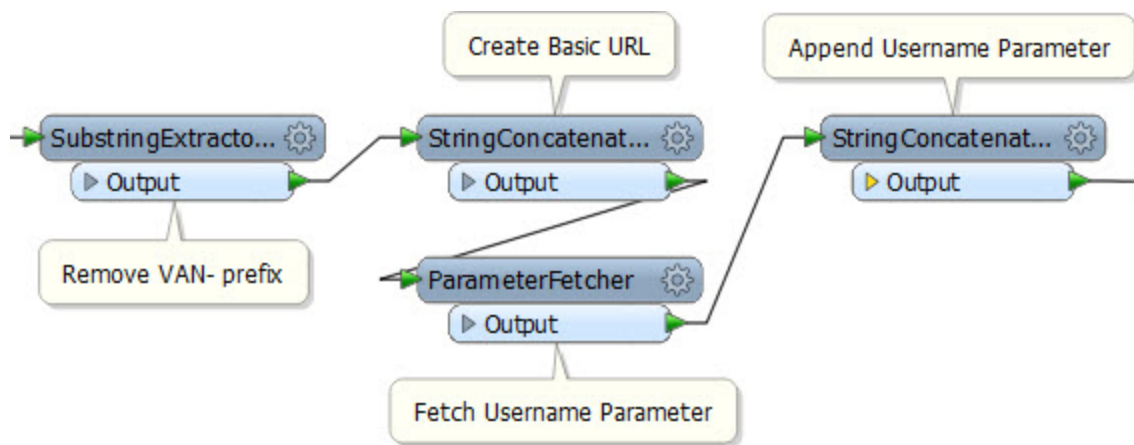 Create Basic URL
Append Username Parameter
SubstringExtracto...
StringConcatenat...
StringConcatenat...
Output
Output
Output
Remove VAN- prefix
ParameterFetcher
Output
Fetch Username Parameter